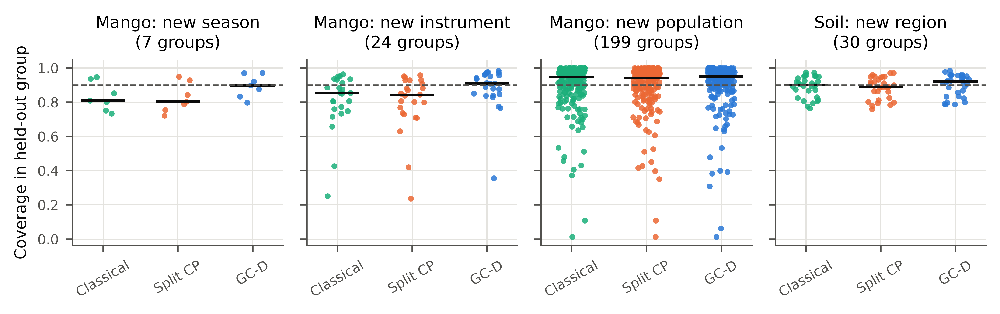 Mango: new season
(7 groups)
Mango: new instrument
(24 groups)
Mango: new population
(199 groups)
Soil: new region
(30 groups)
Coverage in held-out group
1.0
0.8
0.6
0.4
0.2
0.0
Classical
Split CP
GC-D
Classical
Split CP
GC-D
Classical
Split CP
GC-D
Classical
Split CP
GC-D